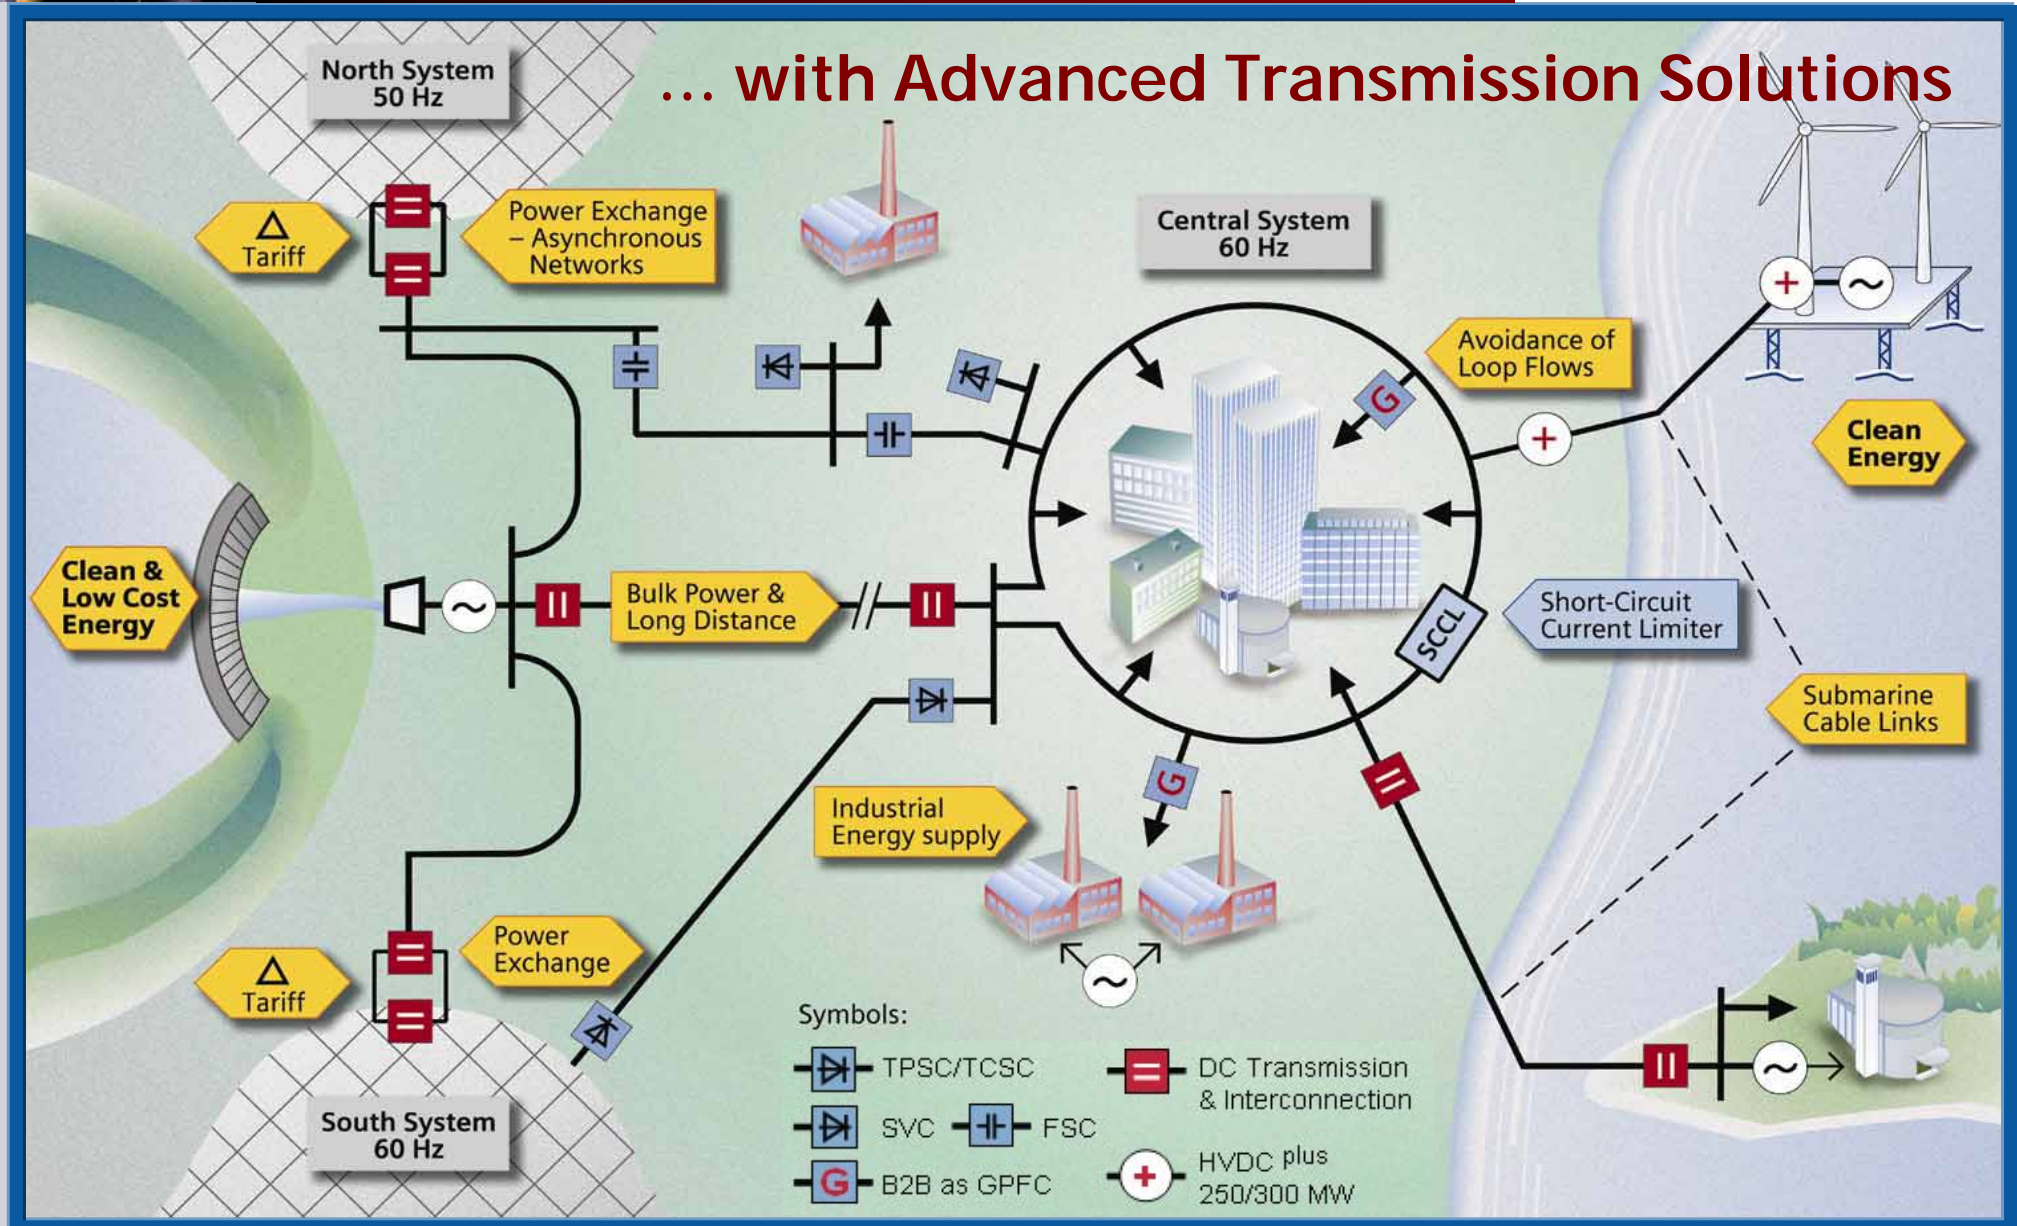 ... with Advanced Transmission Solutions
North System
50 Hz
Δ
Tariff
Power Exchange
– Asynchronous
Networks
Central System
60 Hz
Avoidance of
Loop Flows
G
Clean
Energy
Clean &
Low Cost
Energy
Bulk Power &
Long Distance
SCCL
Short-Circuit
Current Limiter
Submarine
Cable Links
G
Industrial
Energy supply
Power
Exchange
Δ
Tariff
South System
60 Hz
Symbols:
TPSC/TCSC
SVC
FSC
G
B2B as GPFC
DC Transmission
& Interconnection
HVDC plus
250/300 MW